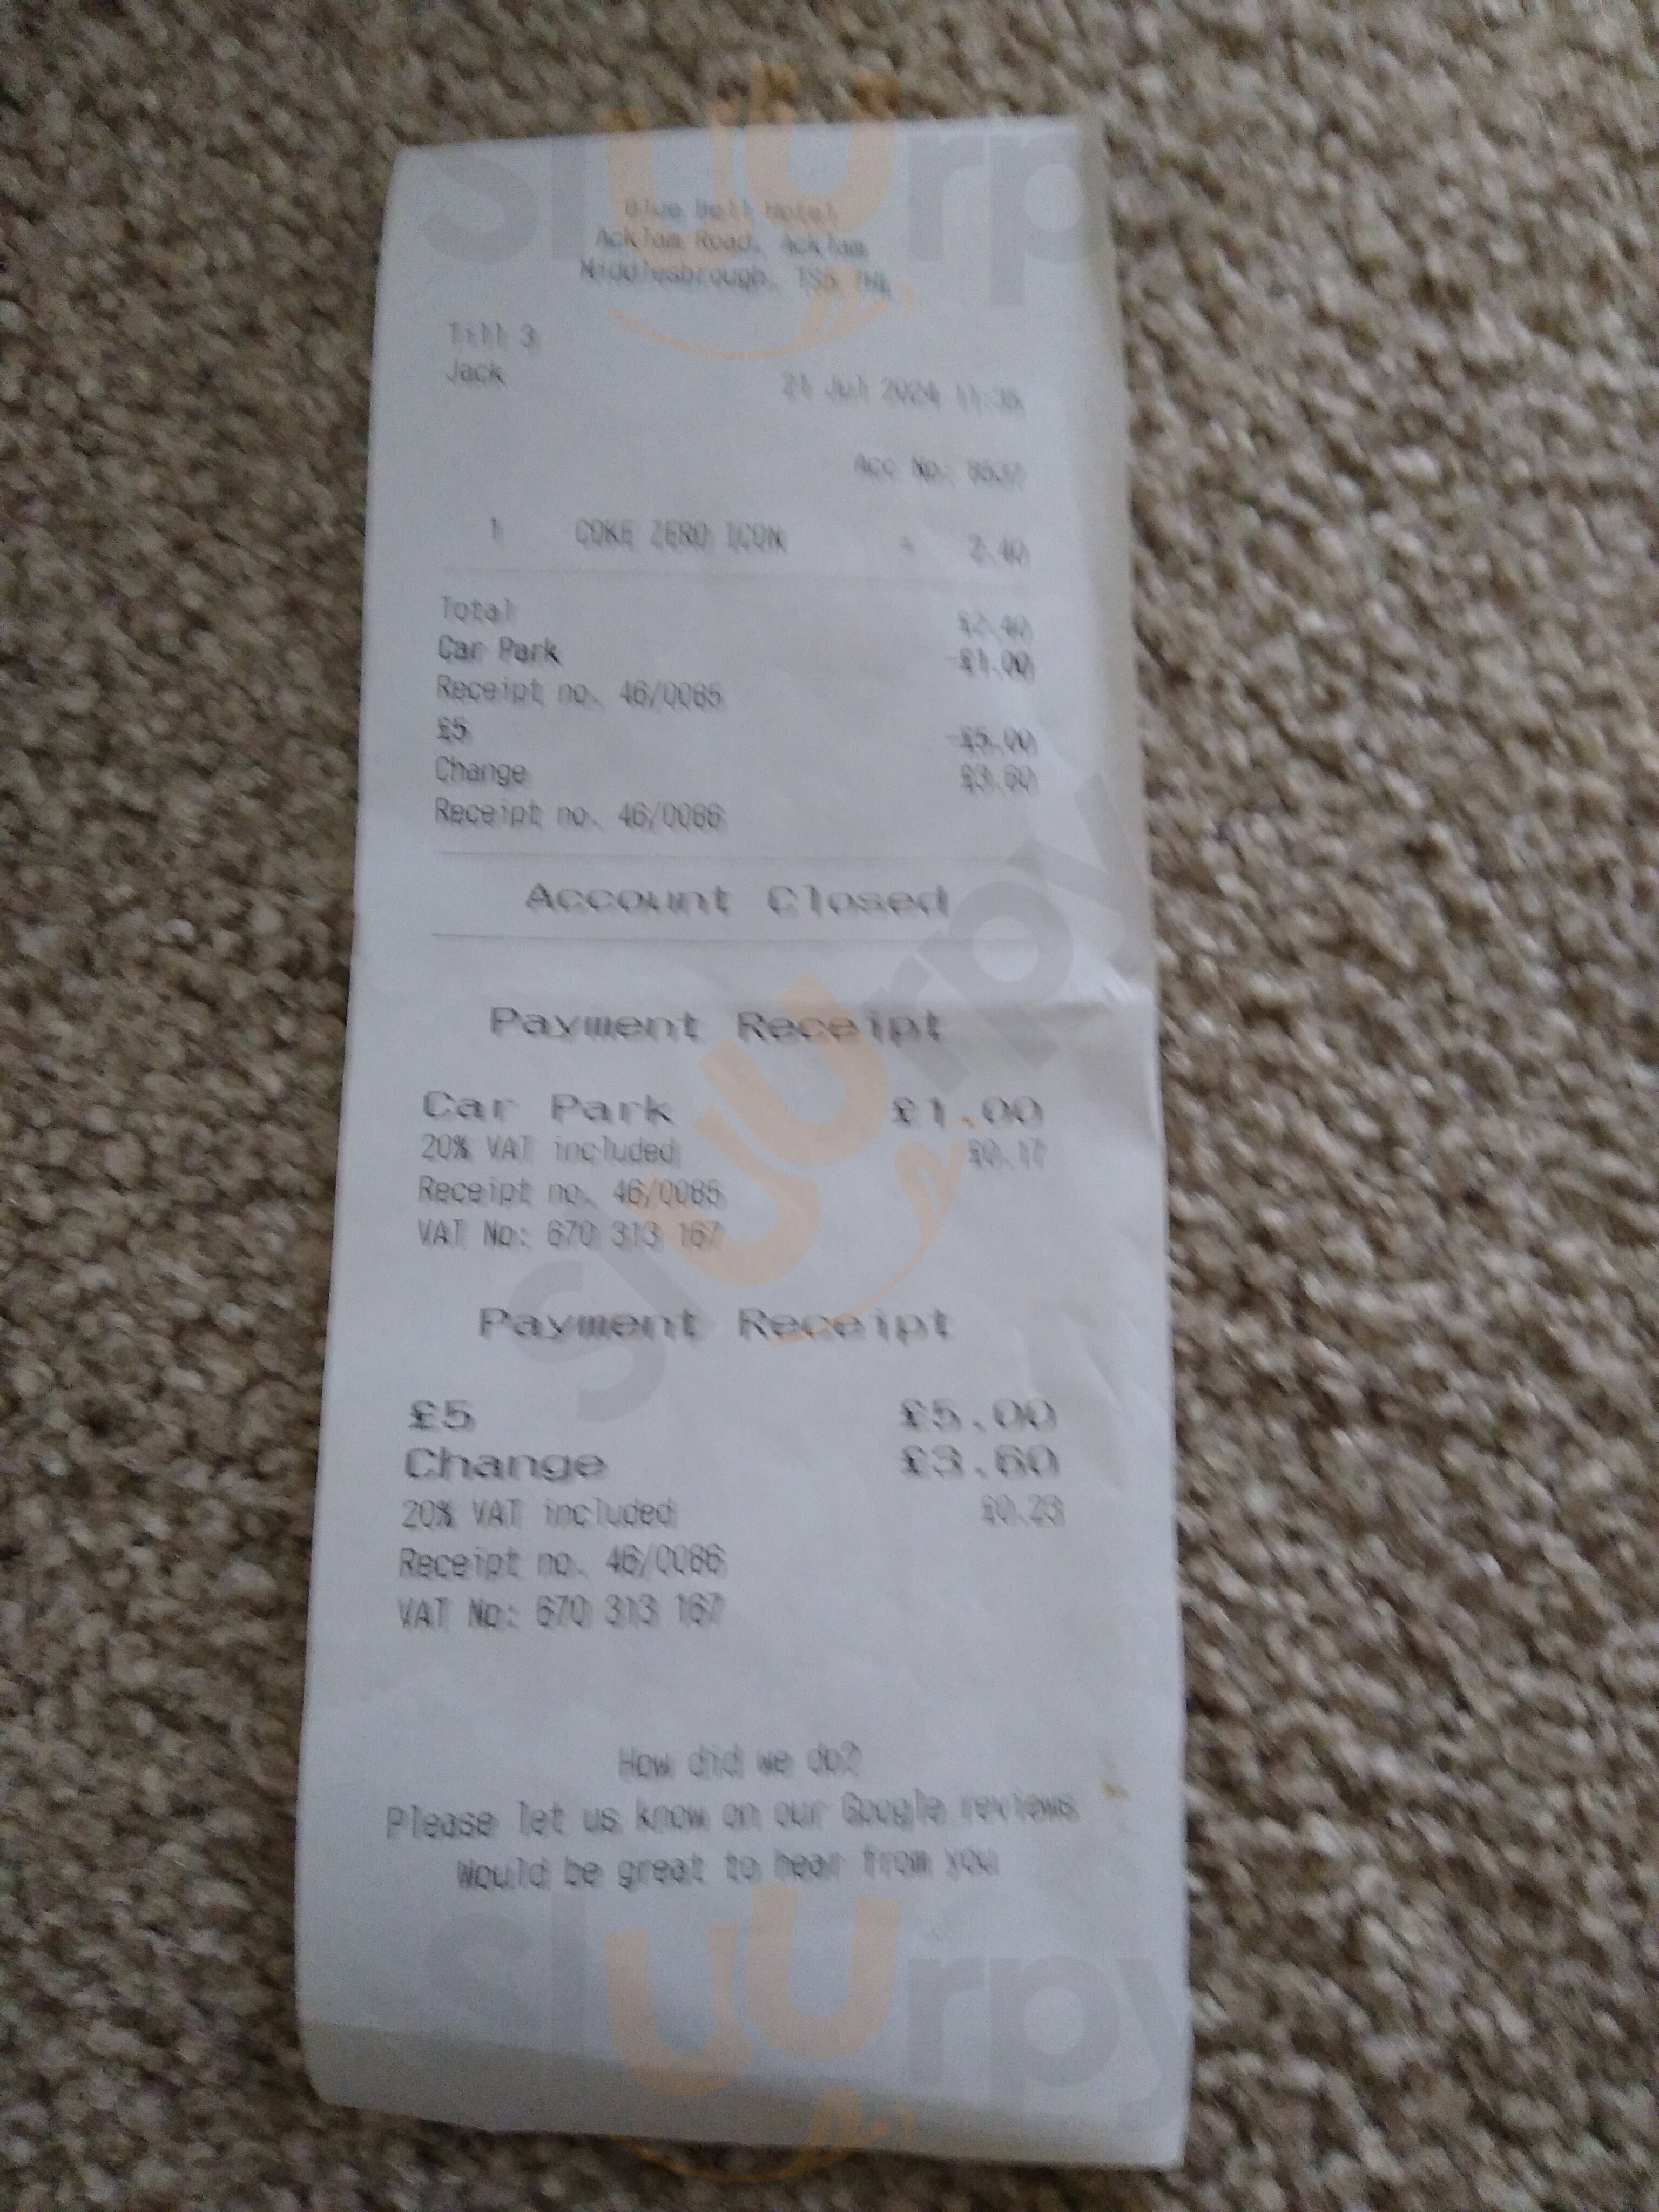 Blue Bell Hotel
Acklam Road, Acklam
Middlesbrough, TS5 7HL
Till 3
Jack
21 Jul 2024 11:35
Acc. No.:
1 COKE ZERO ICON 2.40
Total £2.40
Car Park -£1.00
Receipt no. 46/0085
£5 -£5.00
Change £3.60
Receipt no. 46/0086
Account Closed
Payment Receipt
Car Park £1.00
20% VAT included £0.17
Receipt no. 46/0085
VAT No: 670 313 167
Payment Receipt
£5 £5.00
Change £3.60
20% VAT included £0.23
Receipt no. 46/0086
VAT No: 670 313 167
How did we do?
Please let us know on our Google reviews
Would be great to hear from you
sluurpy
sluurpy
sluurpy